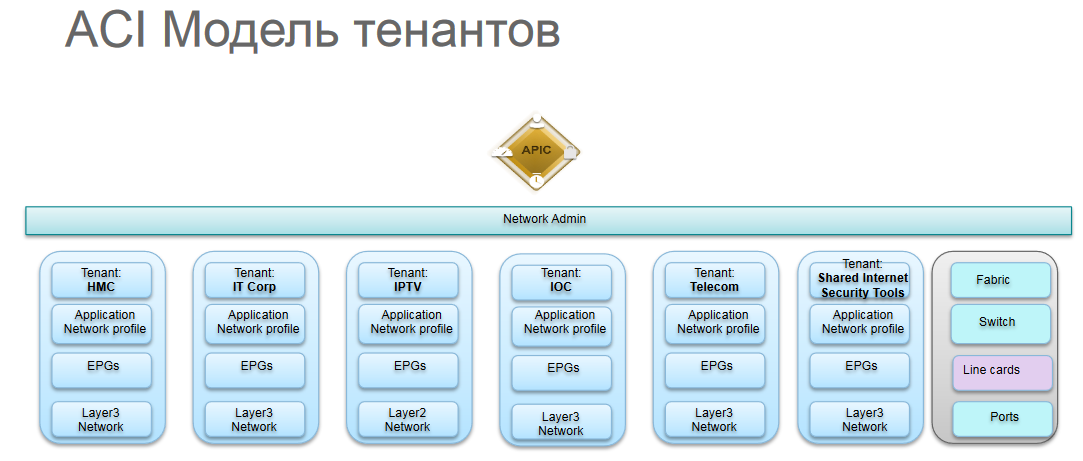 ACI Модель тенантов
APIC
Network Admin
Tenant:
HMC
Application
Network profile
EPGs
Layer3
Network
Tenant:
IT Corp
Application
Network profile
EPGs
Layer3
Network
Tenant:
IPTV
Application
Network profile
EPGs
Layer2
Network
Tenant:
IOC
Application
Network profile
EPGs
Layer3
Network
Tenant:
Telecom
Application
Network profile
EPGs
Layer3
Network
Tenant:
Shared Internet
Security Tools
Application
Network profile
EPGs
Layer3
Network
Fabric
Switch
Line cards
Ports